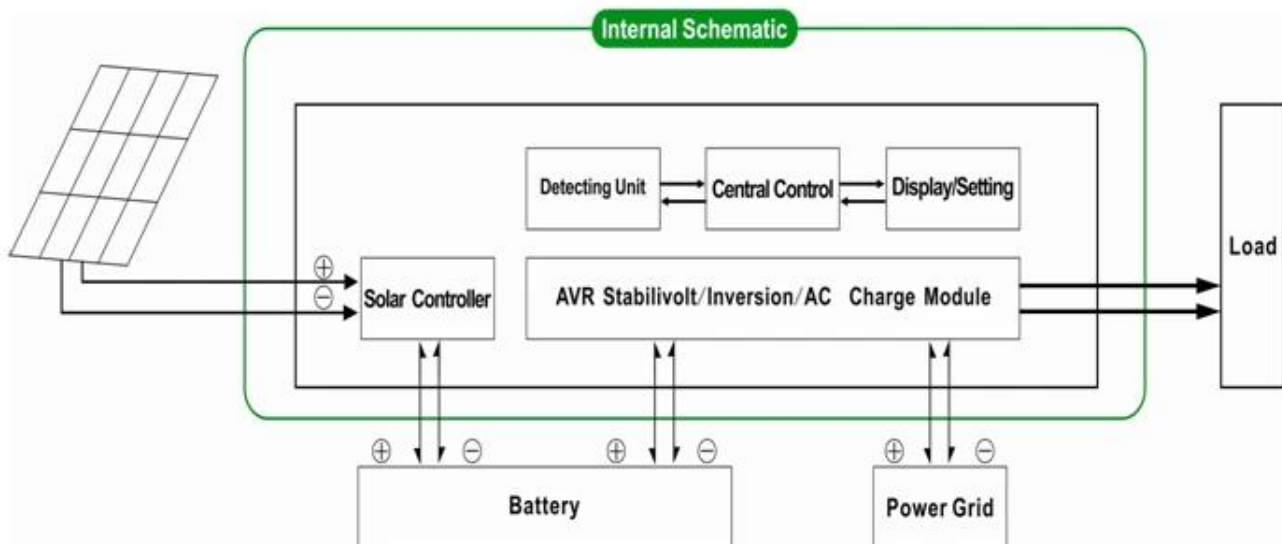 Internal Schematic
Detecting Unit
Central Control
Display/Setting
Load
⊕
⊖
Solar Controller
AVR Stabilivolt/Inversion/AC Charge Module
⊕ ⊖ ⊕ ⊖ ⊕ ⊖
Battery
Power Grid